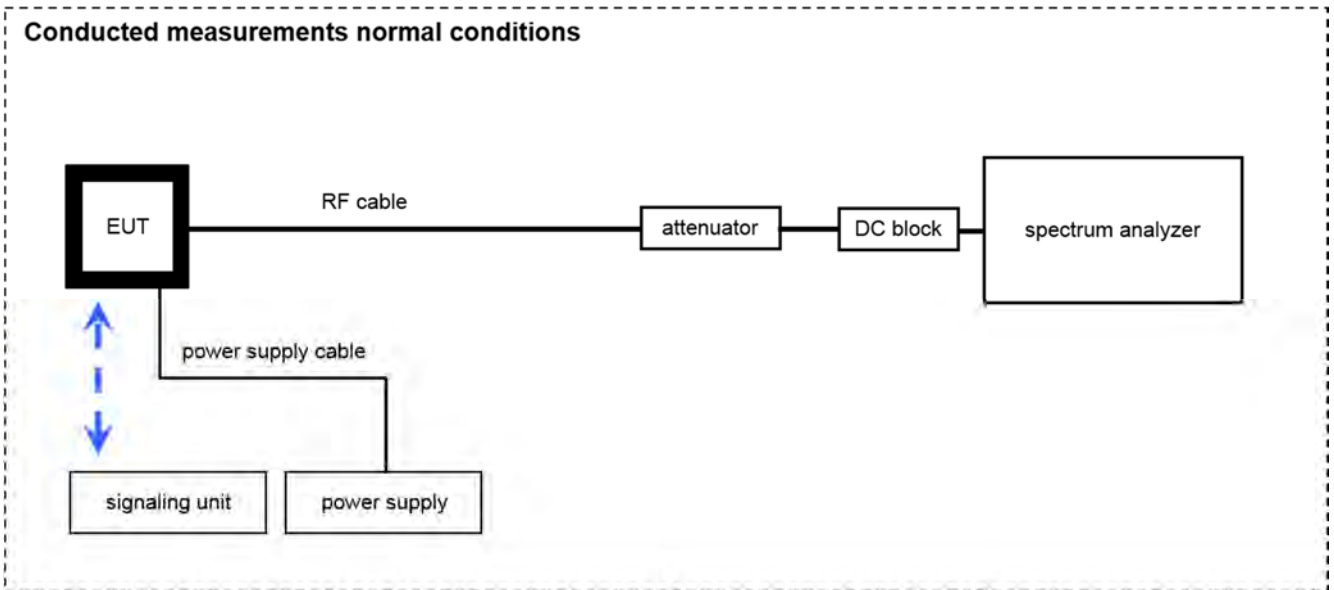 Conducted measurements normal conditions
RF cable
EUT
attenuator
DC block
spectrum analyzer
power supply cable
signaling unit
power supply